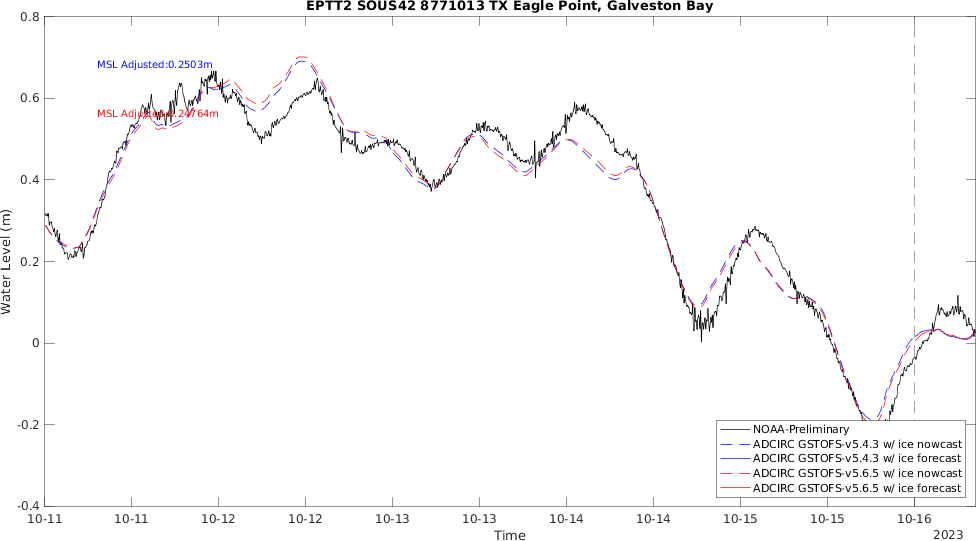 EPTT2 SOUS42 8771013 TX Eagle Point, Galveston Bay
0.8
MSL Adjusted:0.2503m
0.6
MSL Adjusted:0.24764m
0.4
0.2
Water Level (m)
0
-0.2
NOAA-Preliminary
ADCIRC GSTOFS-v5.4.3 w/ ice nowcast
ADCIRC GSTOFS-v5.4.3 w/ ice forecast
ADCIRC GSTOFS-v5.6.5 w/ ice nowcast
ADCIRC GSTOFS-v5.6.5 w/ ice forecast
-0.4
10-11 10-11 10-12 10-12 10-13 10-13 10-14 10-14 10-15 10-15 10-16
Time
2023